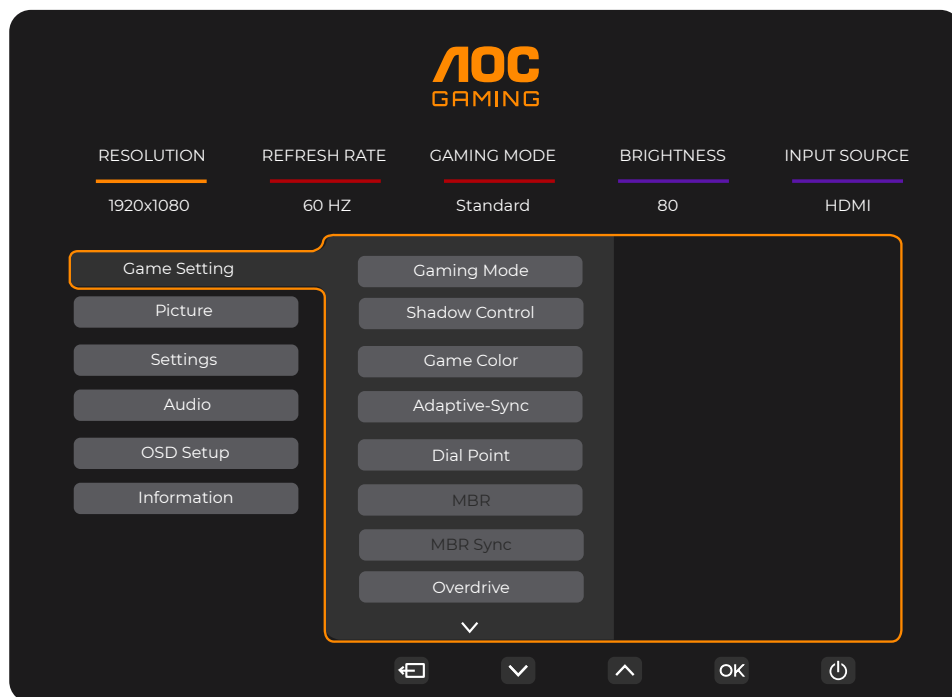 AOC
GAMING
RESOLUTION REFRESH RATE GAMING MODE BRIGHTNESS INPUT SOURCE
1920x1080 60 HZ Standard 80 HDMI
Game Setting
Picture
Settings
Audio
OSD Setup
Information
Gaming Mode
Shadow Control
Game Color
Adaptive-Sync
Dial Point
MBR
MBR Sync
Overdrive
OK